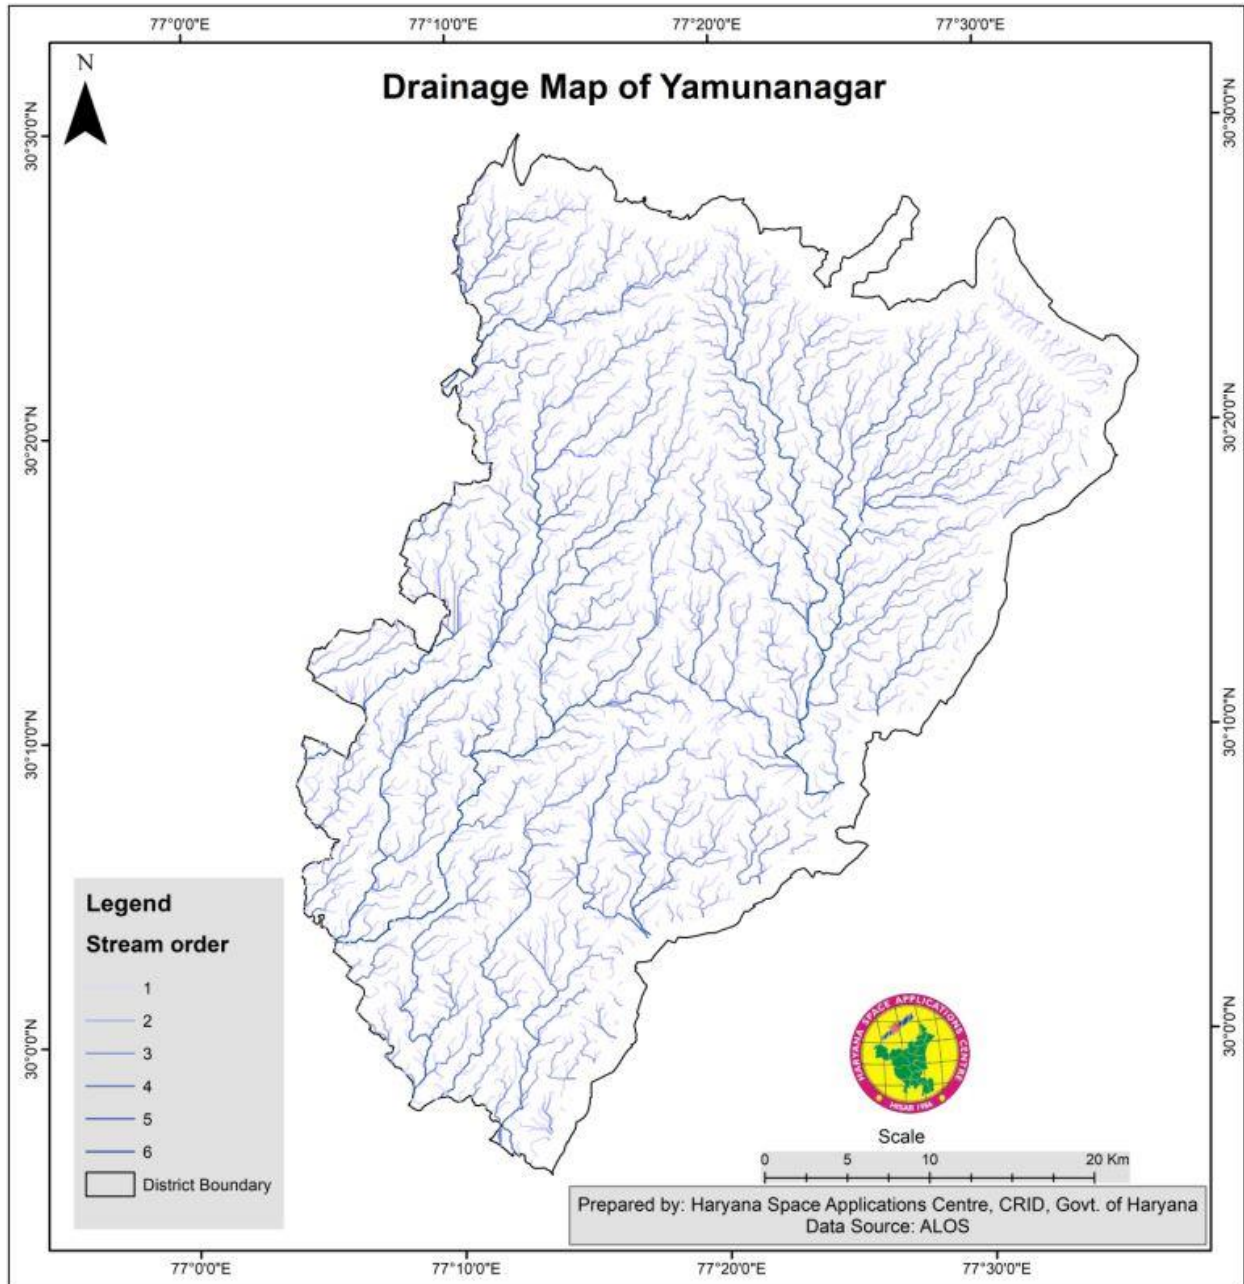 77°0'0"E 77°10'0"E 77°20'0"E 77°30'0"E
N
Drainage Map of Yamunanagar
30°30'0"N
30°30'0"N
30°20'0"N
30°20'0"N
30°10'0"N
30°10'0"N
30°0'0"N
30°0'0"N
Legend
Stream order
1
2
3
4
5
6
District Boundary
HARYANA SPACE APPLICATIONS CENTRE
HISAR 1986
Scale
0 5 10 20 Km
Prepared by: Haryana Space Applications Centre, CRID, Govt. of Haryana
Data Source: ALOS
77°0'0"E 77°10'0"E 77°20'0"E 77°30'0"E